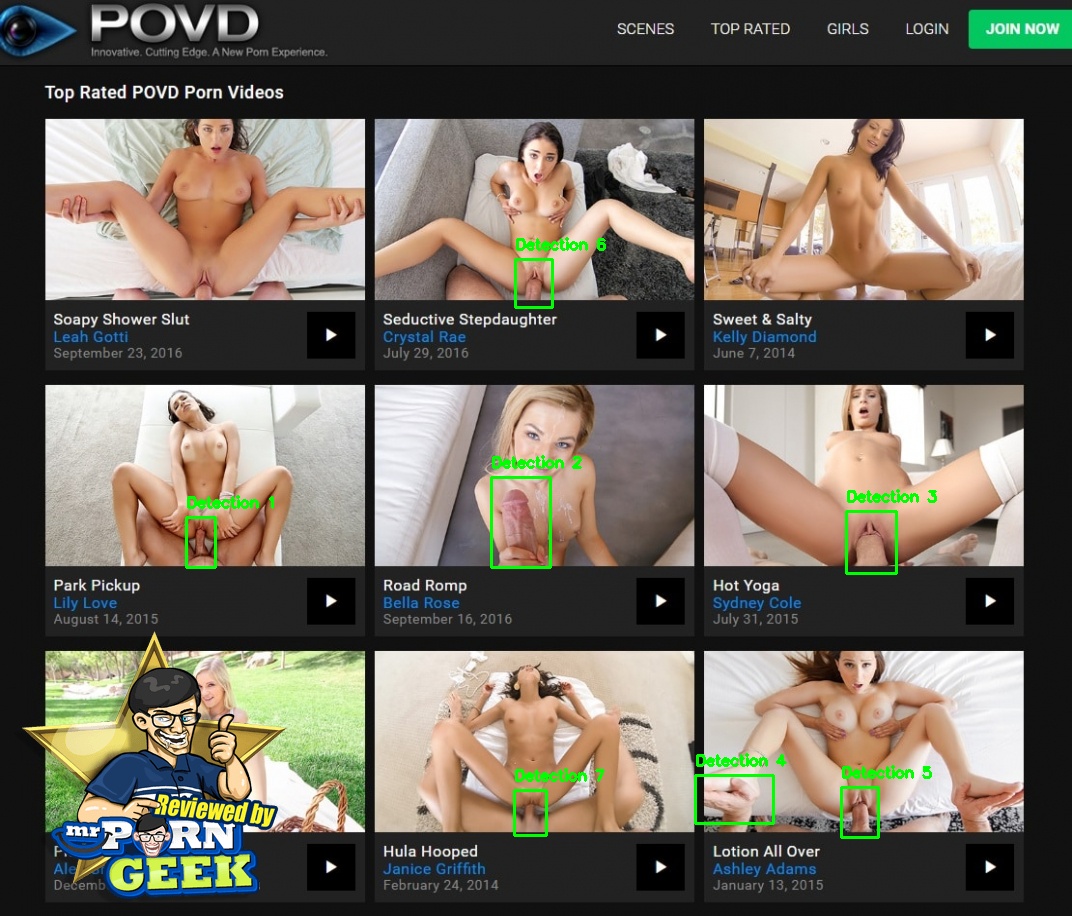 POVD
Innovative. Cutting Edge. A New Porn Experience.
SCENES TOP RATED GIRLS LOGIN JOIN NOW
Top Rated POVD Porn Videos
Detection 6
Soapy Shower Slut
Leah Gotti
September 23, 2016
Seductive Stepdaughter
Crystal Rae
July 29, 2016
Sweet & Salty
Kelly Diamond
June 7, 2014
Detection 1
Detection 2
Detection 3
Park Pickup
Lily Love
August 14, 2015
Road Romp
Bella Rose
September 16, 2016
Hot Yoga
Sydney Cole
July 31, 2015
Detection 7
Detection 4
Detection 5
Reviewed by
mr PORN
GEEK
Decemb
Hula Hooped
Janice Griffith
February 24, 2014
Lotion All Over
Ashley Adams
January 13, 2015